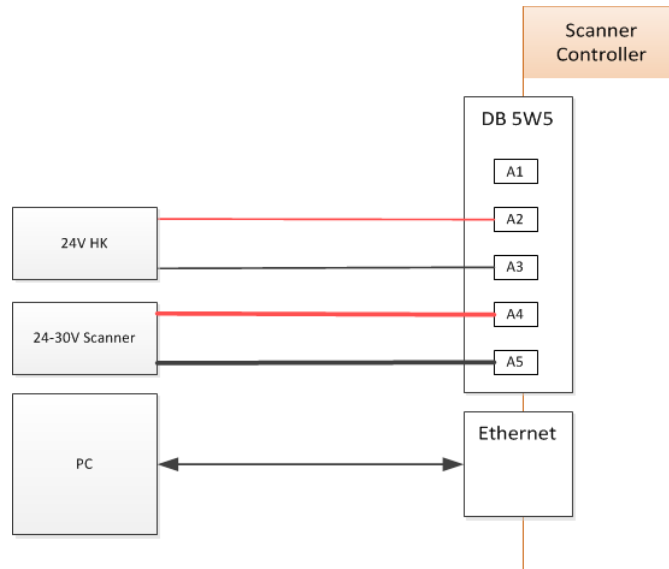 Scanner
Controller
DB 5W5
A1
A2
24V HK
A3
A4
24-30V Scanner
A5
Ethernet
PC